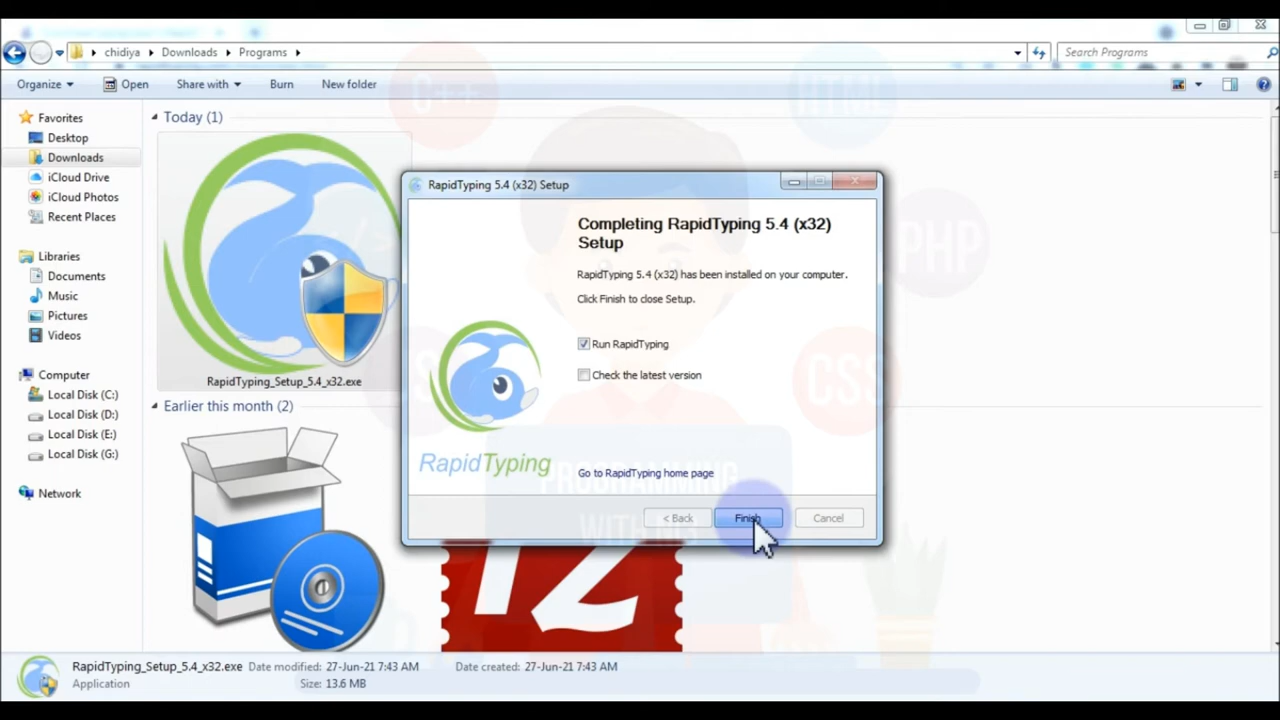 chidiya Downloads Programs
Search Programs
Organize Open Share with Burn New folder
Favorites
Desktop
Downloads
iCloud Drive
iCloud Photos
Recent Places
Libraries
Documents
Music
Pictures
Videos
Computer
Local Disk (C:)
Local Disk (D:)
Local Disk (E:)
Local Disk (G:)
Network
Today (1)
RapidTyping_Setup_5.4_x32.exe
Earlier this month (2)
12
RapidTyping 5.4 (x32) Setup
Completing RapidTyping 5.4 (x32)
Setup
RapidTyping 5.4 (x32) has been installed on your computer.
Click Finish to close Setup.
Run RapidTyping
Check the latest version
RapidTyping
Go to RapidTyping home page
< Back Finish Cancel
C++
HTML
PHP
CSS
PROGRAMMING
RapidTyping_Setup_5.4_x32.exe Date modified: 27-Jun-21 7:43 AM Date created: 27-Jun-21 7:43 AM
Application Size: 13.6 MB